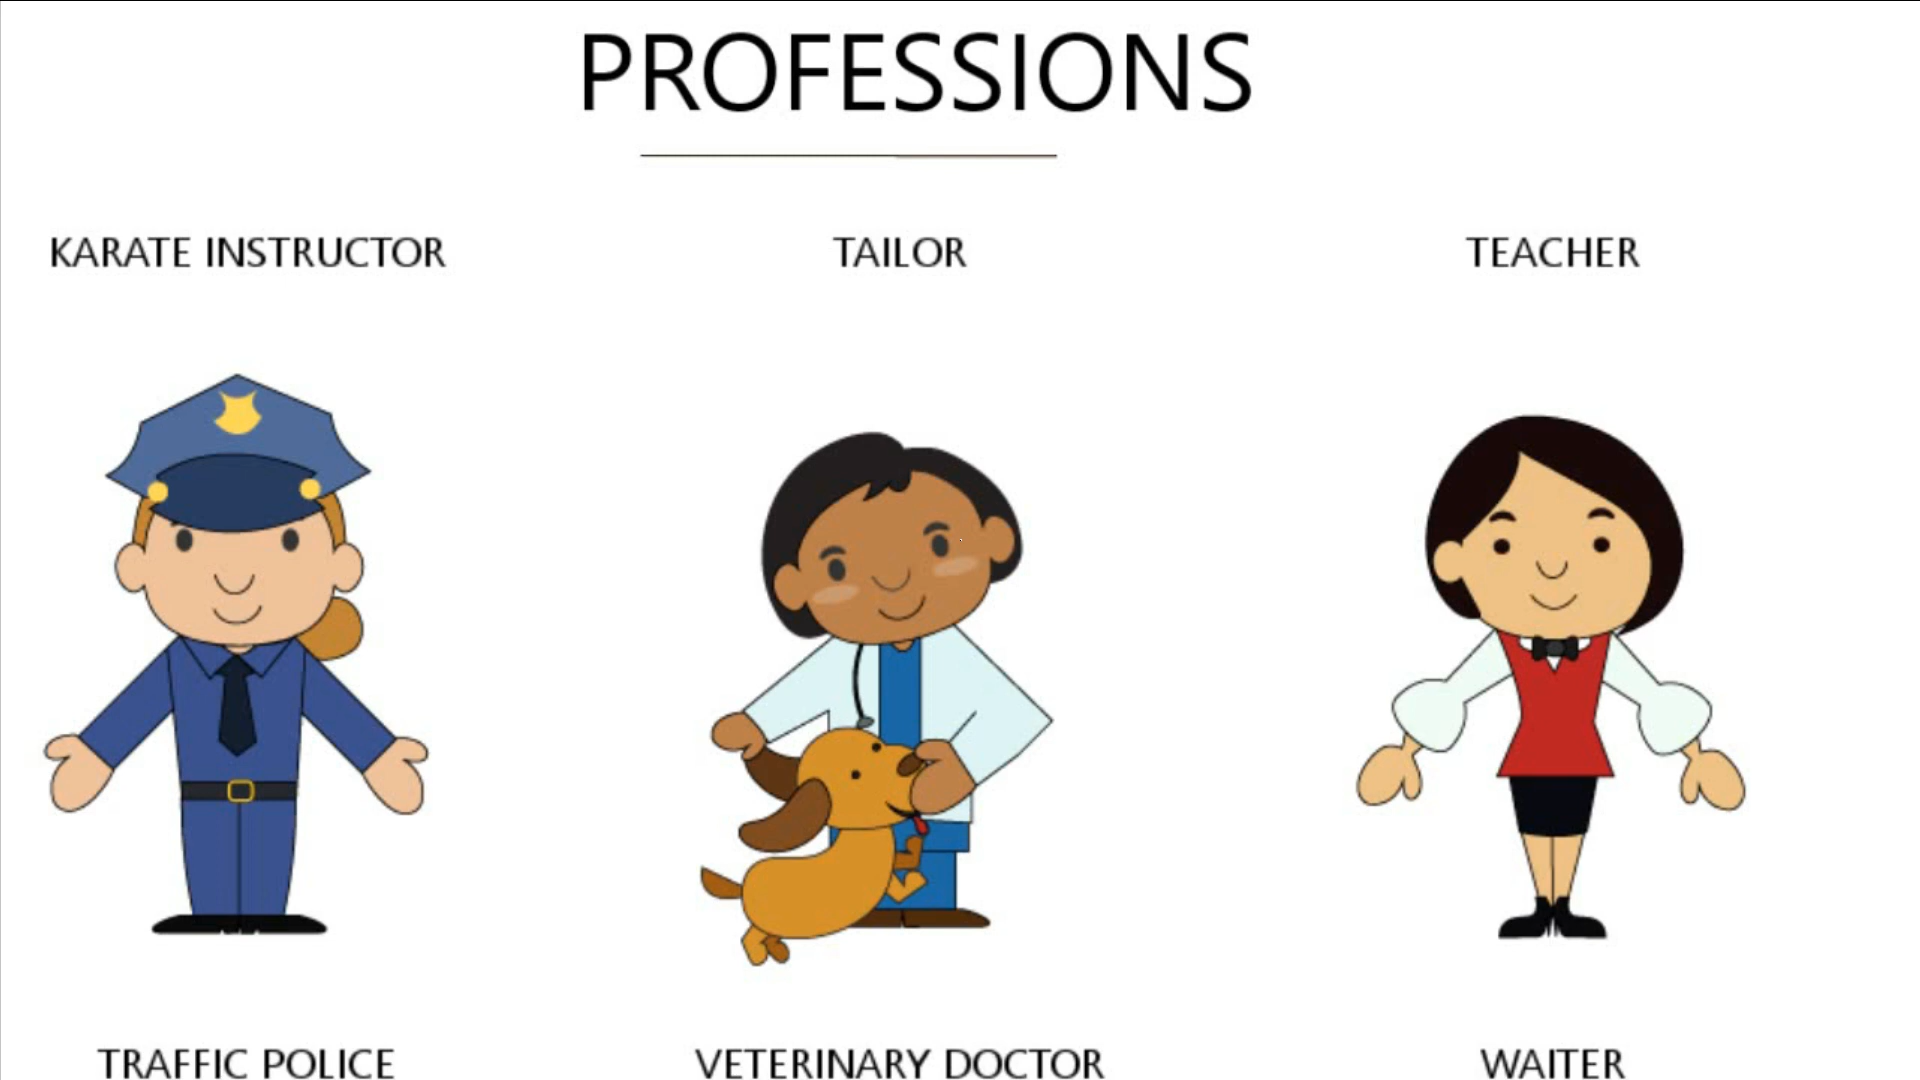 PROFESSIONS
KARATE INSTRUCTOR
TAILOR
TEACHER
TRAFFIC POLICE
VETERINARY DOCTOR
WAITER